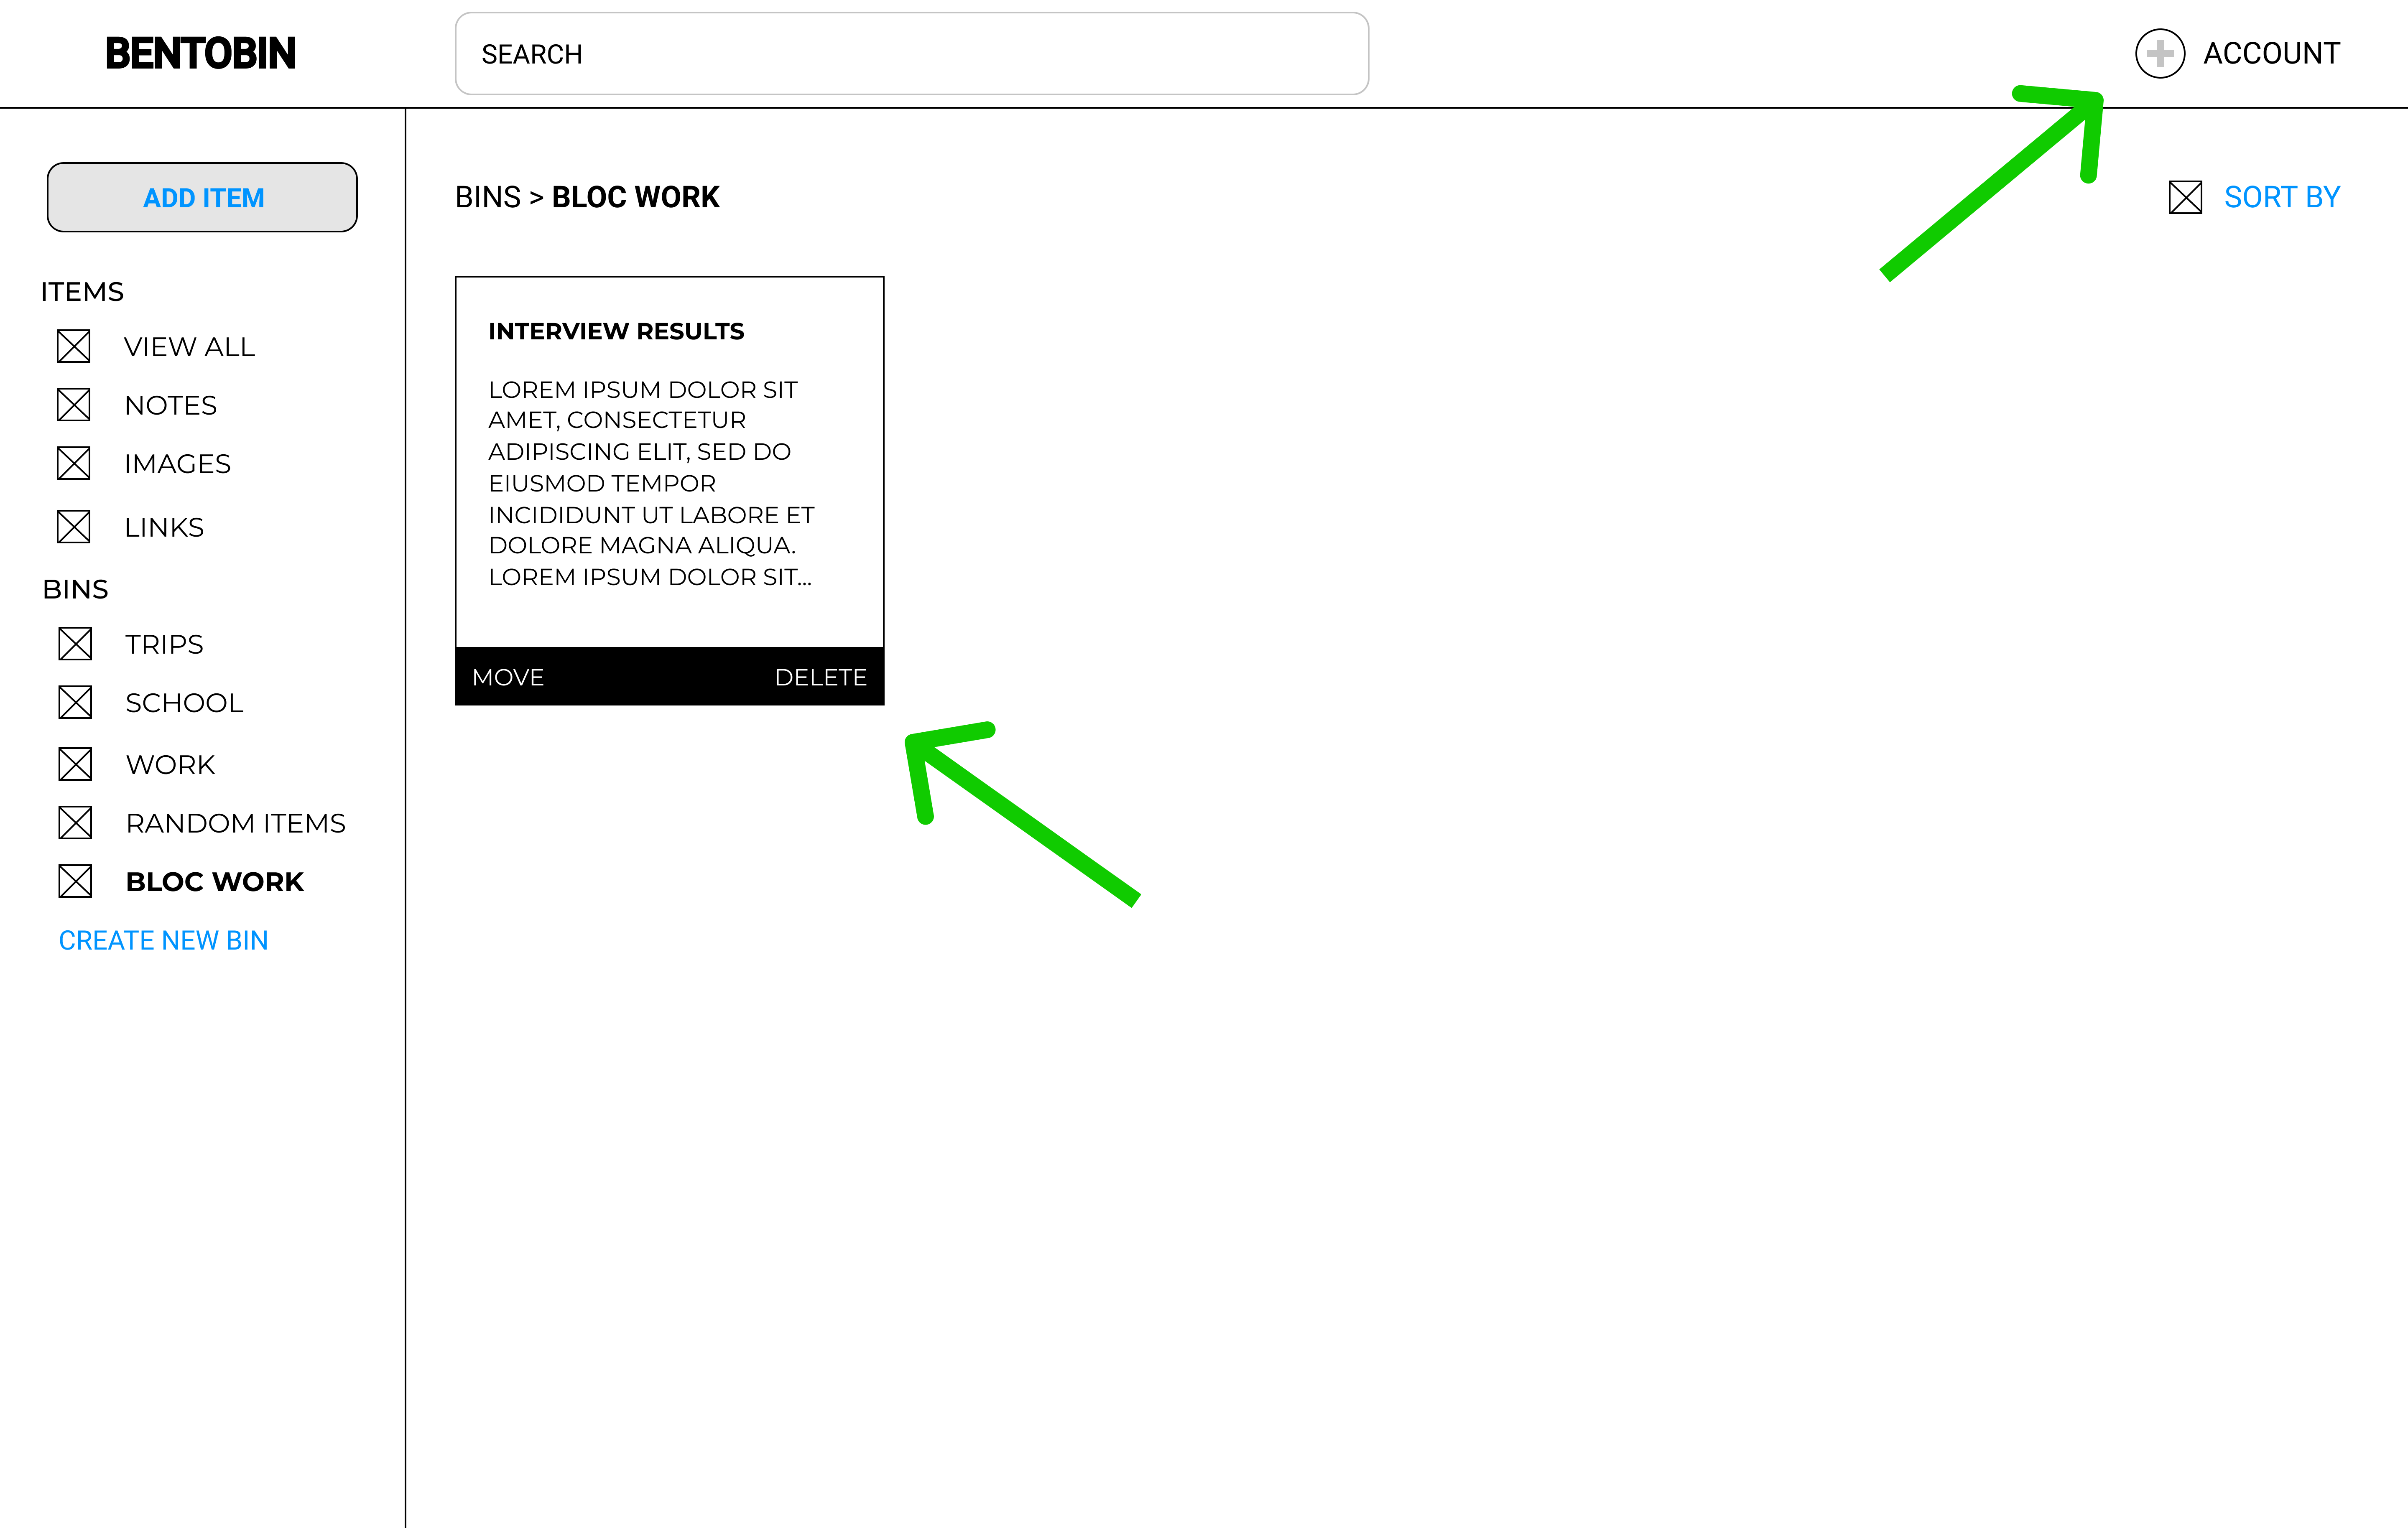 BENTOBIN
SEARCH
ACCOUNT
ADD ITEM
ITEMS
VIEW ALL
NOTES
IMAGES
LINKS
BINS
TRIPS
SCHOOL
WORK
RANDOM ITEMS
BLOC WORK
CREATE NEW BIN
BINS > BLOC WORK
SORT BY
INTERVIEW RESULTS
LOREM IPSUM DOLOR SIT
AMET, CONSECTETUR
ADIPISCING ELIT, SED DO
EIUSMOD TEMPOR
INCIDIDUNT UT LABORE ET
DOLORE MAGNA ALIQUA.
LOREM IPSUM DOLOR SIT...
MOVE DELETE